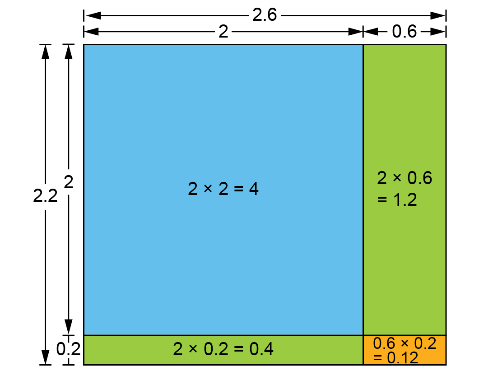 2.6
2
0.6
2.2
2
2 × 2 = 4
2 × 0.6
= 1.2
0.2
2 × 0.2 = 0.4
0.6 × 0.2
= 0.12